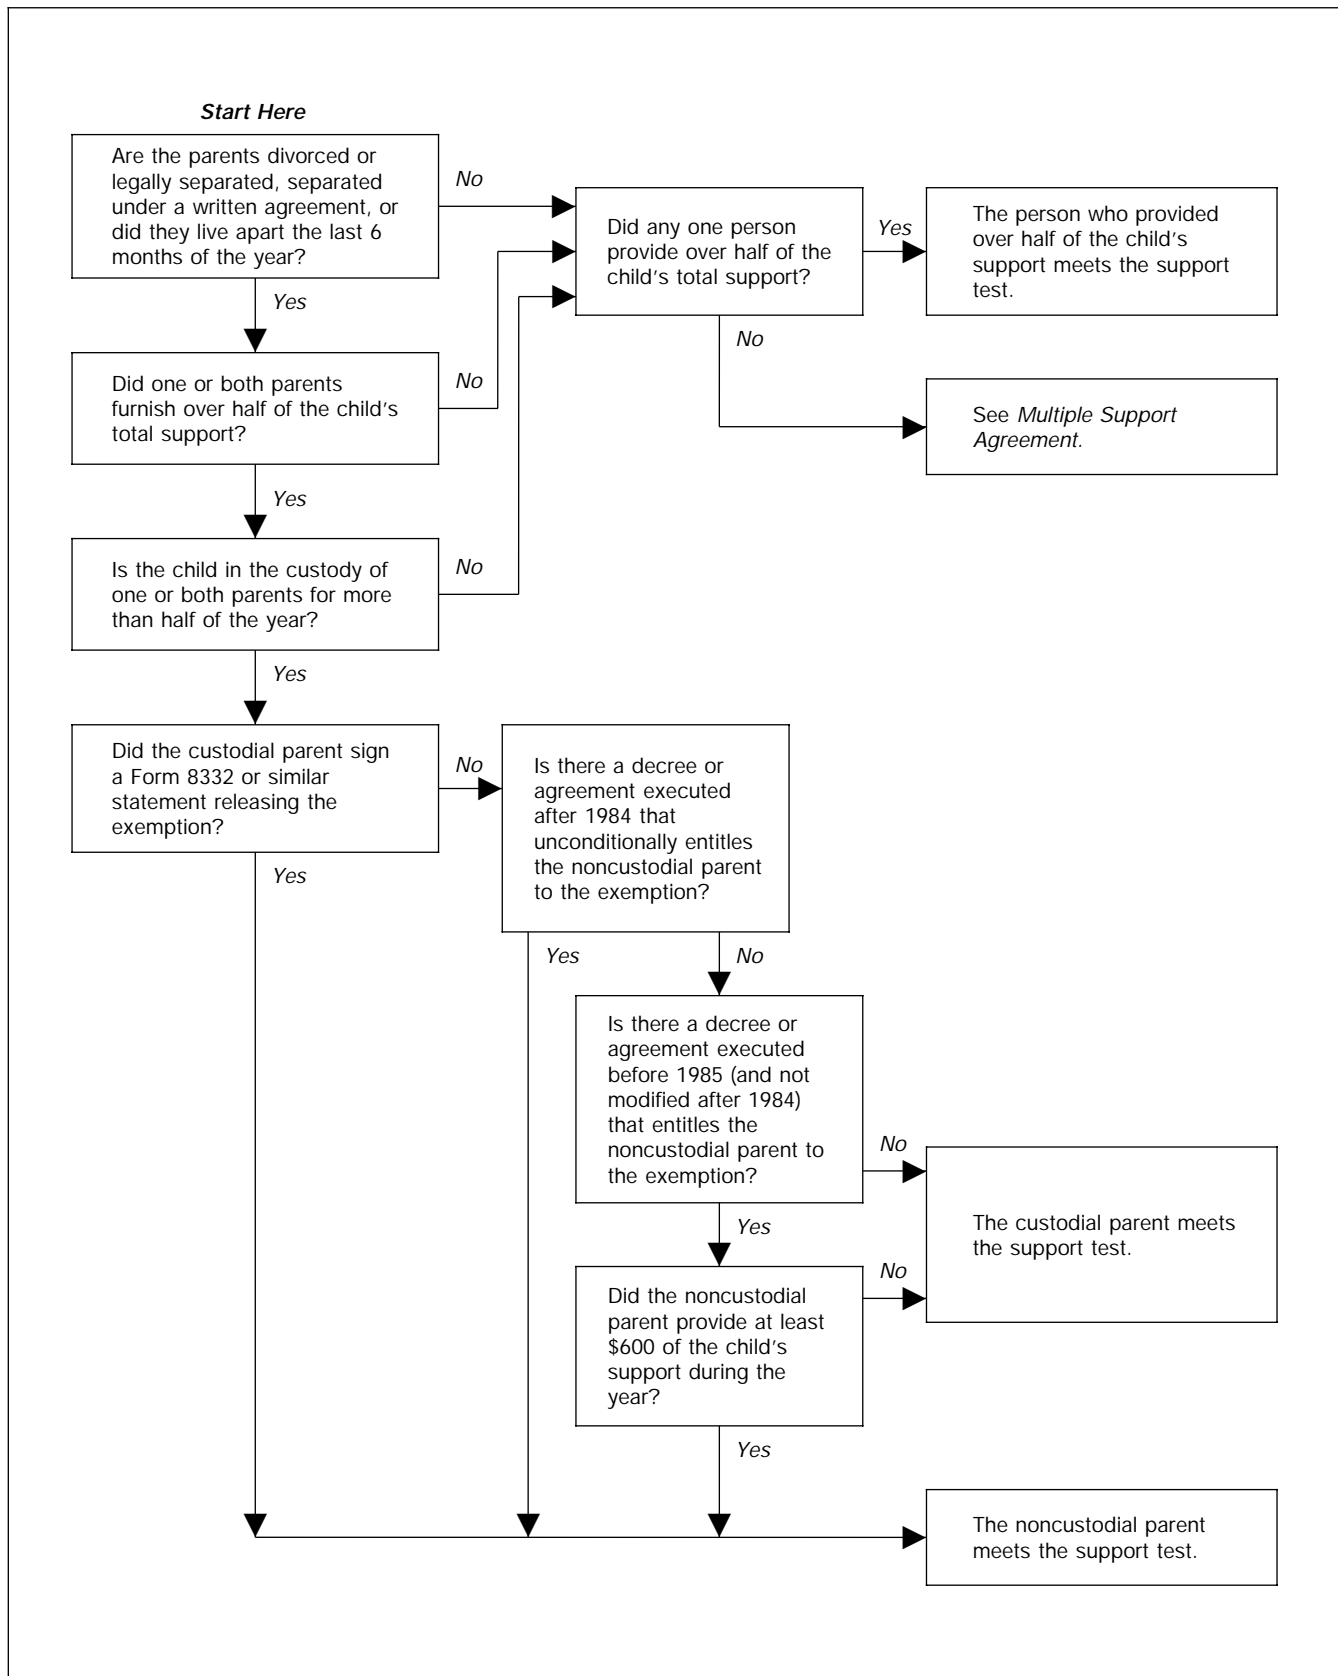 Start Here
Are the parents divorced or
legally separated, separated
under a written agreement, or
did they live apart the last 6
months of the year?
No
Did any one person
provide over half of the
child's total support?
Yes
The person who provided
over half of the child's
support meets the support
test.
Yes
No
Did one or both parents
furnish over half of the child's
total support?
No
See Multiple Support
Agreement.
Yes
Is the child in the custody of
one or both parents for more
than half of the year?
No
Yes
Did the custodial parent sign
a Form 8332 or similar
statement releasing the
exemption?
No
Is there a decree or
agreement executed
after 1984 that
unconditionally entitles
the noncustodial parent
to the exemption?
Yes
Yes
No
Is there a decree or
agreement executed
before 1985 (and not
modified after 1984)
that entitles the
noncustodial parent to
the exemption?
No
The custodial parent meets
the support test.
Yes
Did the noncustodial
parent provide at least
$600 of the child's
support during the
year?
No
Yes
The noncustodial parent
meets the support test.